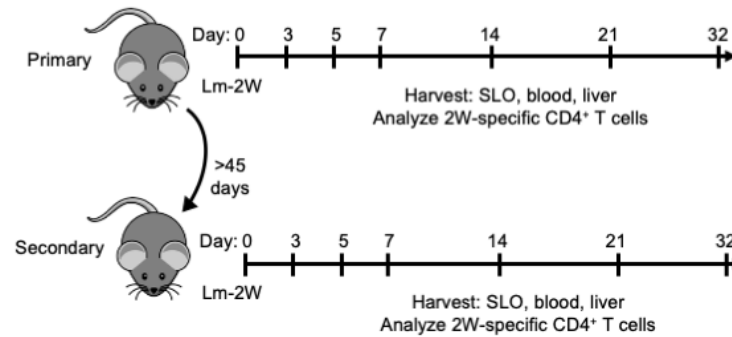 Primary
Day: 0 3 5 7 14 21 32
Lm-2W
Harvest: SLO, blood, liver
Analyze 2W-specific CD4⁺ T cells
>45
days
Secondary
Day: 0 3 5 7 14 21 32
Lm-2W
Harvest: SLO, blood, liver
Analyze 2W-specific CD4⁺ T cells